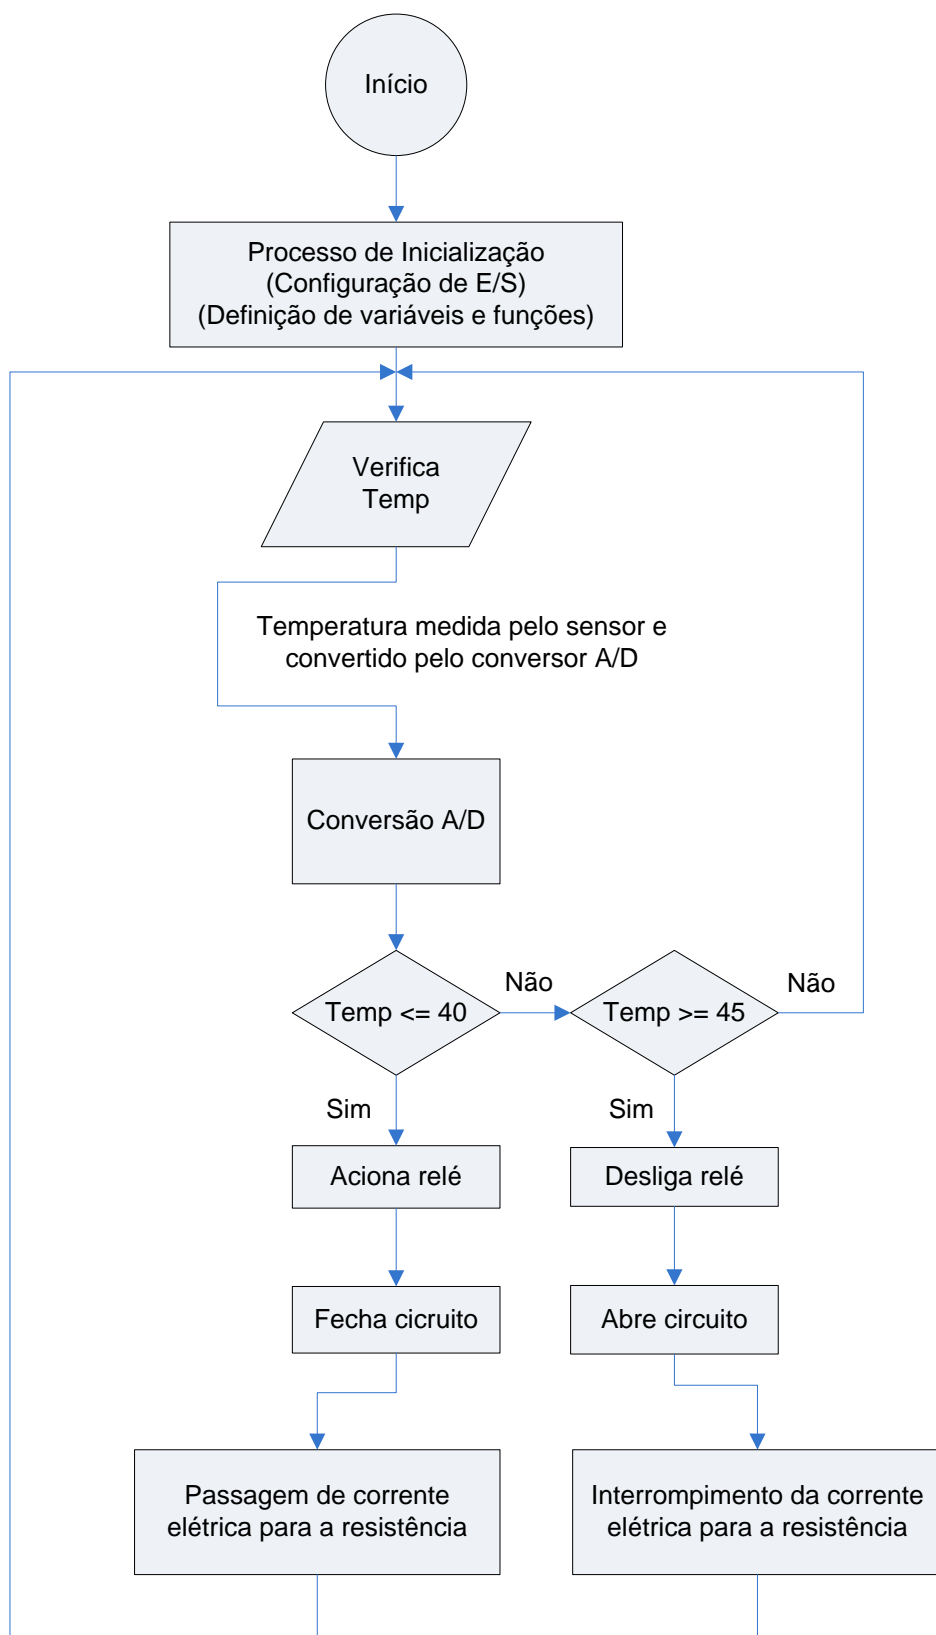 Início
Processo de Inicialização
(Configuração de E/S)
(Definição de variáveis e funções)
Verifica
Temp
Temperatura medida pelo sensor e
convertido pelo conversor A/D
Conversão A/D
Temp <= 40
Não
Temp >= 45
Não
Sim
Sim
Aciona relé
Desliga relé
Fecha cicruito
Abre circuito
Passagem de corrente
elétrica para a resistência
Interrompimento da corrente
elétrica para a resistência